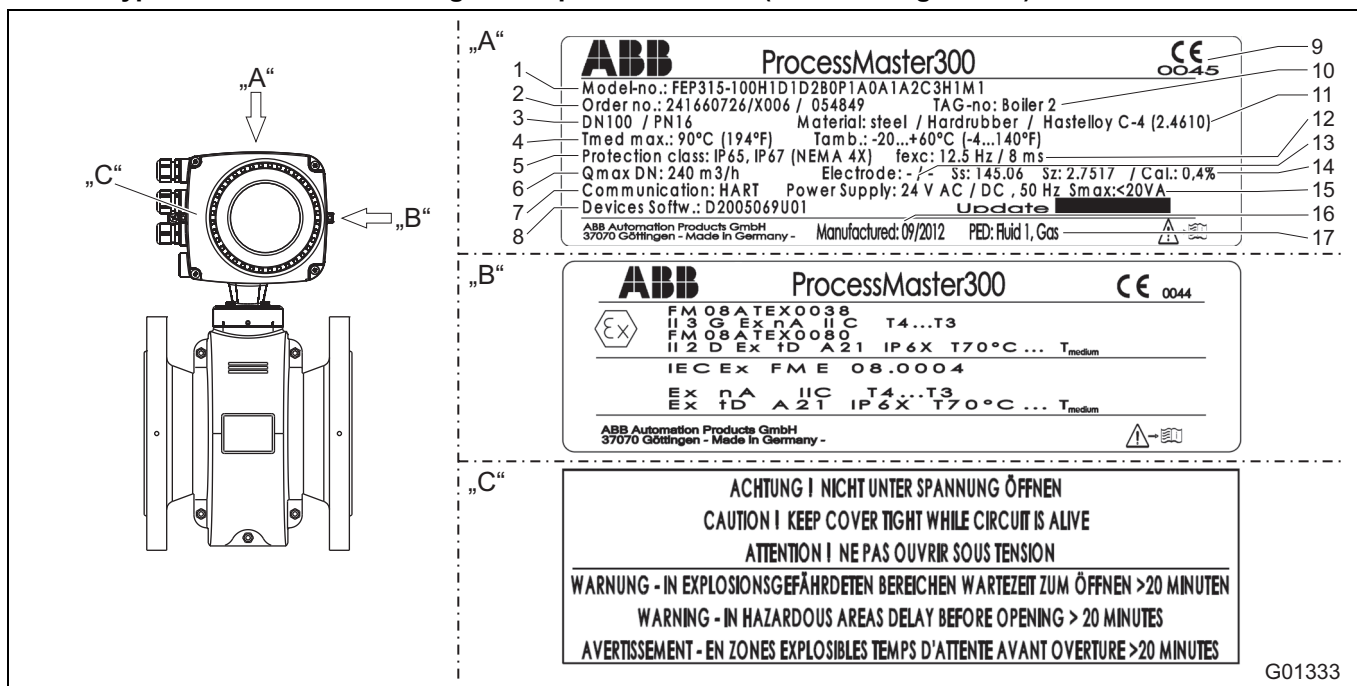 „A“
„C“
„B“
„A“
ABB ProcessMaster300 CE
0045
Model-no.: FEP315-100H1D1D2B0P1A0A1A2C3H1M1
Order no.: 241660726/X006 / 054849 TAG-no: Boiler 2
DN100 / PN16 Material: steel / Hardrubber / Hastelloy C-4 (2.4610)
Tmed max.: 90°C (194°F) Tamb.: -20...+60°C (-4...140°F)
Protection class: IP65, IP67 (NEMA 4X) fexc: 12.5 Hz / 8 ms
Qmax DN: 240 m3/h Electrode: - / - Ss: 145.06 Sz: 2.7517 / Cal.: 0,4%
Communication: HART Power Supply: 24 V AC / DC , 50 Hz Smax:<20VA
Devices Softw.: D2005069U01 Update
ABB Automation Products GmbH
37070 Göttingen - Made in Germany - Manufactured: 09/2012 PED: Fluid 1, Gas
1
2
3
4
5
6
7
8
9
10
11
12
13
14
15
16
17
„B“
ABB ProcessMaster300 CE 0044
Ex
FM 08ATEX0038
II 3 G Ex nA IIC T4...T3
FM 08ATEX0080
II 2 D Ex tD A21 IP6X T70°C... Tmedium
IECEx FME 08.0004
Ex nA IIC T4...T3
Ex tD A21 IP6X T70°C... Tmedium
ABB Automation Products GmbH
37070 Göttingen - Made in Germany -
„C“
ACHTUNG ! NICHT UNTER SPANNUNG ÖFFNEN
CAUTION ! KEEP COVER TIGHT WHILE CIRCUIT IS ALIVE
ATTENTION ! NE PAS OUVRIR SOUS TENSION
WARNUNG - IN EXPLOSIONSGEFÄHRDETEN BEREICHEN WARTEZEIT ZUM ÖFFNEN >20 MINUTEN
WARNING - IN HAZARDOUS AREAS DELAY BEFORE OPENING > 20 MINUTES
AVERTISSEMENT - EN ZONES EXPLOSIBLES TEMPS D'ATTENTE AVANT OVERTURE >20 MINUTES
G01333